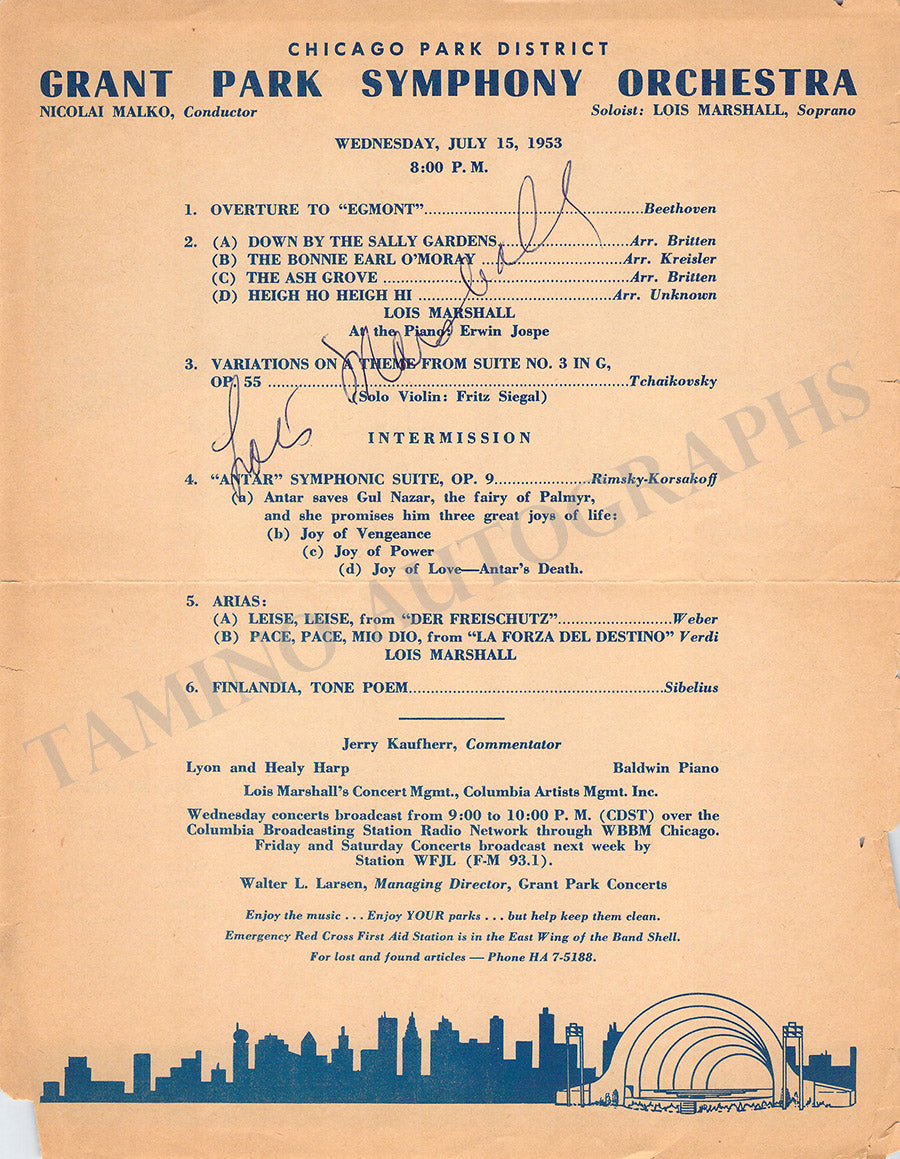 CHICAGO PARK DISTRICT
GRANT PARK SYMPHONY ORCHESTRA
NICOLAI MALKO, Conductor Soloist: LOIS MARSHALL, Soprano
WEDNESDAY, JULY 15, 1953
8:00 P. M.
1. OVERTURE TO “EGMONT”..............................Beethoven
2. (A) DOWN BY THE SALLY GARDENS..................Arr. Britten
(B) THE BONNIE EARL O’MORAY ....................Arr. Kreisler
(C) THE ASH GROVE ..................................Arr. Britten
(D) HEIGH HO HEIGH HI ...........................Arr. Unknown
LOIS MARSHALL
At the Piano: Erwin Jospe
3. VARIATIONS ON A THEME FROM SUITE NO. 3 IN G,
OP. 55 ..................................................Tchaikovsky
(Solo Violin: Fritz Siegal)
INTERMISSION
4. “ANTAR” SYMPHONIC SUITE, OP. 9.................Rimsky-Korsakoff
(a) Antar saves Gul Nazar, the fairy of Palmyr,
and she promises him three great joys of life:
(b) Joy of Vengeance
(c) Joy of Power
(d) Joy of Love—Antar’s Death.
5. ARIAS:
(A) LEISE, LEISE, from “DER FREISCHUTZ”.......................Weber
(B) PACE, PACE, MIO DIO, from “LA FORZA DEL DESTINO” Verdi
LOIS MARSHALL
6. FINLANDIA, TONE POEM.....................................Sibelius
Jerry Kaufherr, Commentator
Lyon and Healy Harp Baldwin Piano
Lois Marshall’s Concert Mgmt., Columbia Artists Mgmt. Inc.
Wednesday concerts broadcast from 9:00 to 10:00 P. M. (CDST) over the
Columbia Broadcasting Station Radio Network through WBBM Chicago.
Friday and Saturday Concerts broadcast next week by
Station WFJL (F-M 93.1).
Walter L. Larsen, Managing Director, Grant Park Concerts
Enjoy the music . . . Enjoy YOUR parks . . . but help keep them clean.
Emergency Red Cross First Aid Station is in the East Wing of the Band Shell.
For lost and found articles — Phone HA 7-5188.
Lois Marshall
TAMINO AUTOGRAPHS